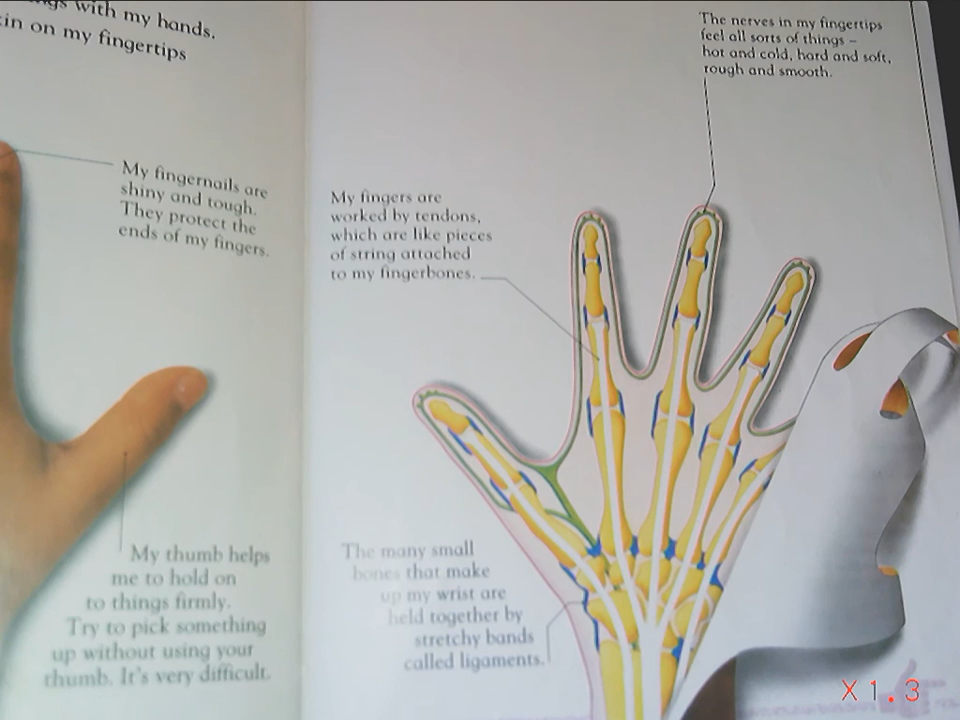 with my hands.
on my fingertips
My fingernails are
shiny and tough.
They protect the
ends of my fingers.
My thumb helps
me to hold on
to things firmly.
Try to pick something
up without using your
thumb. It's very difficult.
The nerves in my fingertips
feel all sorts of things –
hot and cold, hard and soft,
rough and smooth.
My fingers are
worked by tendons,
which are like pieces
of string attached
to my fingerbones.
The many small
bones that make
up my wrist are
held together by
stretchy bands
called ligaments.
X1.3